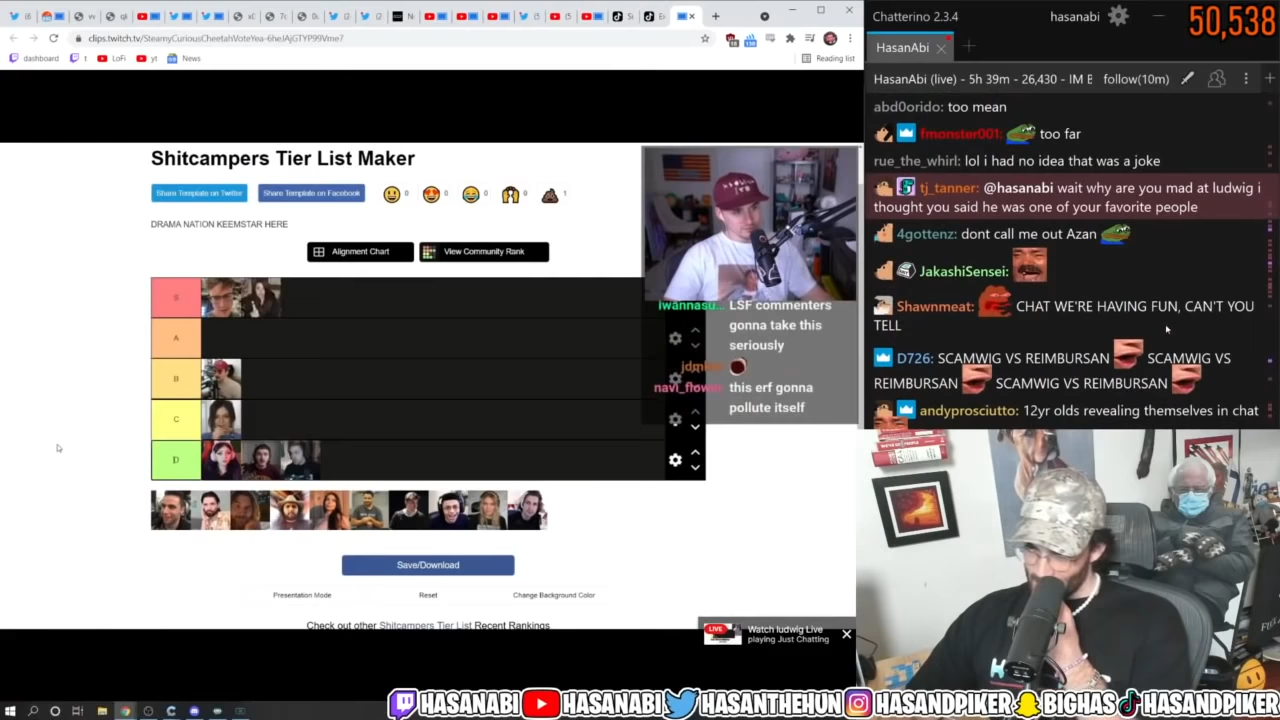 Chatterino 2.3.4
hasanabi
50,538
clips.twitch.tv/SteamyCuriousCheetahVoteYea-6heJAjGTYP99Vme7
HasanAbi
dashboard
t
LoFi
yt
News
Reading list
HasanAbi (live) - 5h 39m - 26,430 - IM B
follow(10m)
abd0orido: too mean
fmonster001: too far
rue_the_whirl: lol i had no idea that was a joke
tj_tanner: @hasanabi wait why are you mad at ludwig i
thought you said he was one of your favorite people
4gottenz: dont call me out Azan
JakashiSensei:
Shawnmeat: CHAT WE'RE HAVING FUN, CAN'T YOU
TELL
D726: SCAMWIG VS REIMBURSAN SCAMWIG VS
REIMBURSAN SCAMWIG VS REIMBURSAN
andyprosciutto: 12yr olds revealing themselves in chat
Shitcampers Tier List Maker
Share Template on Twitter
Share Template on Facebook
0
0
0
0
1
DRAMA NATION KEEMSTAR HERE
Alignment Chart
View Community Rank
S
A
B
C
D
iwannasu... LSF commenters
gonna take this
seriously
navi_flower this erf gonna
pollute itself
Save/Download
Presentation Mode
Reset
Change Background Color
Check out other Shitcampers Tier List Recent Rankings
LIVE
Watch ludwig Live
playing Just Chatting
HASANABI
HASANABI
HASANTHEHUN
HASANDPIKER
BIGHAS
HASANDPIKER